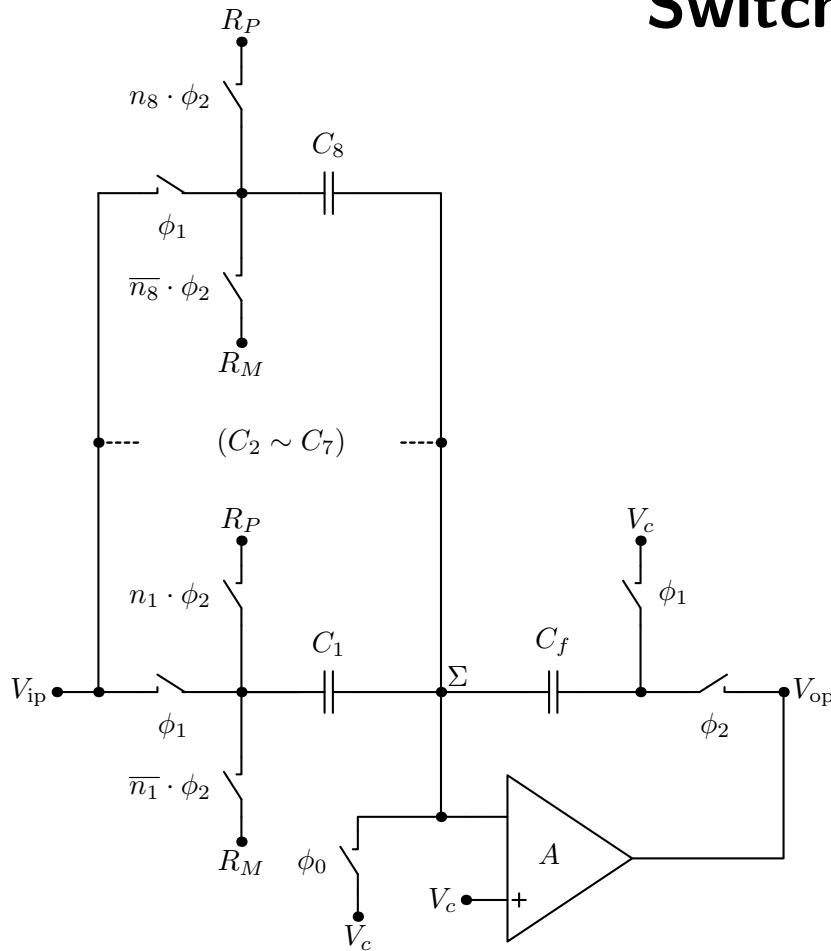 Switch
R_P
n_8 · ϕ_2
C_8
ϕ_1
\overline{n_8} · ϕ_2
R_M
(C_2 ∼ C_7)
R_P
V_c
n_1 · ϕ_2
ϕ_1
C_1
C_f
Σ
V_ip
V_op
ϕ_1
ϕ_2
\overline{n_1} · ϕ_2
R_M
ϕ_0
A
V_c
+
V_c